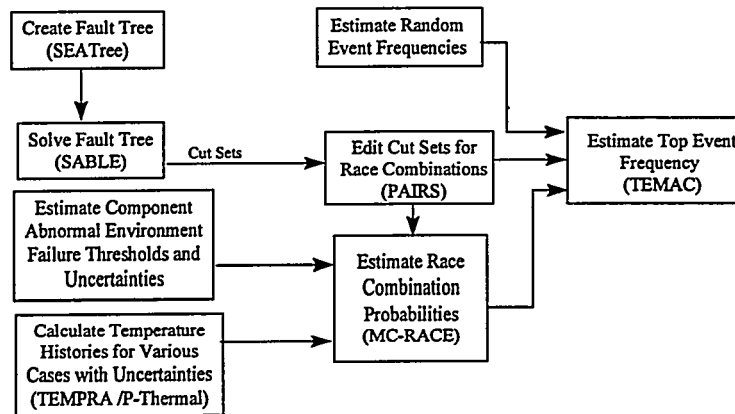 Create Fault Tree
(SEATree)
Estimate Random
Event Frequencies
Solve Fault Tree
(SABLE)
Cut Sets
Edit Cut Sets for
Race Combinations
(PAIRS)
Estimate Top Event
Frequency
(TEMAC)
Estimate Component
Abnormal Environment
Failure Thresholds and
Uncertainties
Estimate Race
Combination
Probabilities
(MC-RACE)
Calculate Temperature
Histories for Various
Cases with Uncertainties
(TEMPRA /P-Thermal)